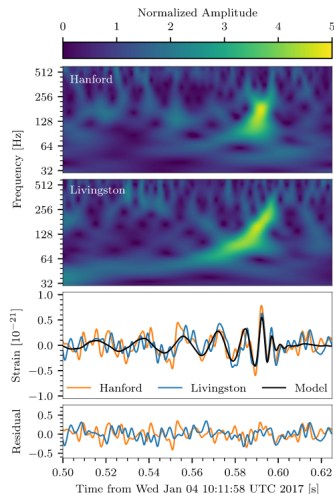 Normalized Amplitude
0 1 2 3 4 5
Hanford
512
256
128
64
32
Frequency [Hz]
Livingston
512
256
128
64
32
Strain [10⁻²¹]
1.0
0.5
0.0
−0.5
−1.0
Hanford Livingston Model
Residual
0.5
0.0
−0.5
0.50 0.52 0.54 0.56 0.58 0.60 0.62
Time from Wed Jan 04 10:11:58 UTC 2017 [s]